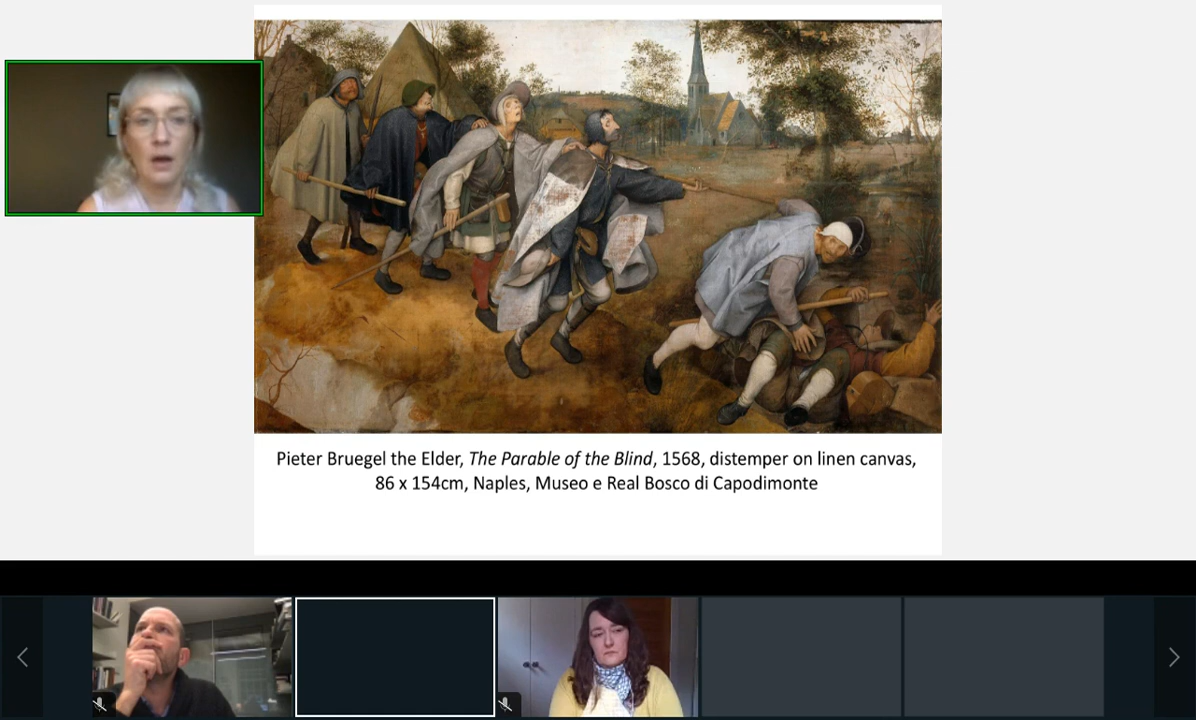 Pieter Bruegel the Elder, The Parable of the Blind, 1568, distemper on linen canvas,
86 x 154cm, Naples, Museo e Real Bosco di Capodimonte